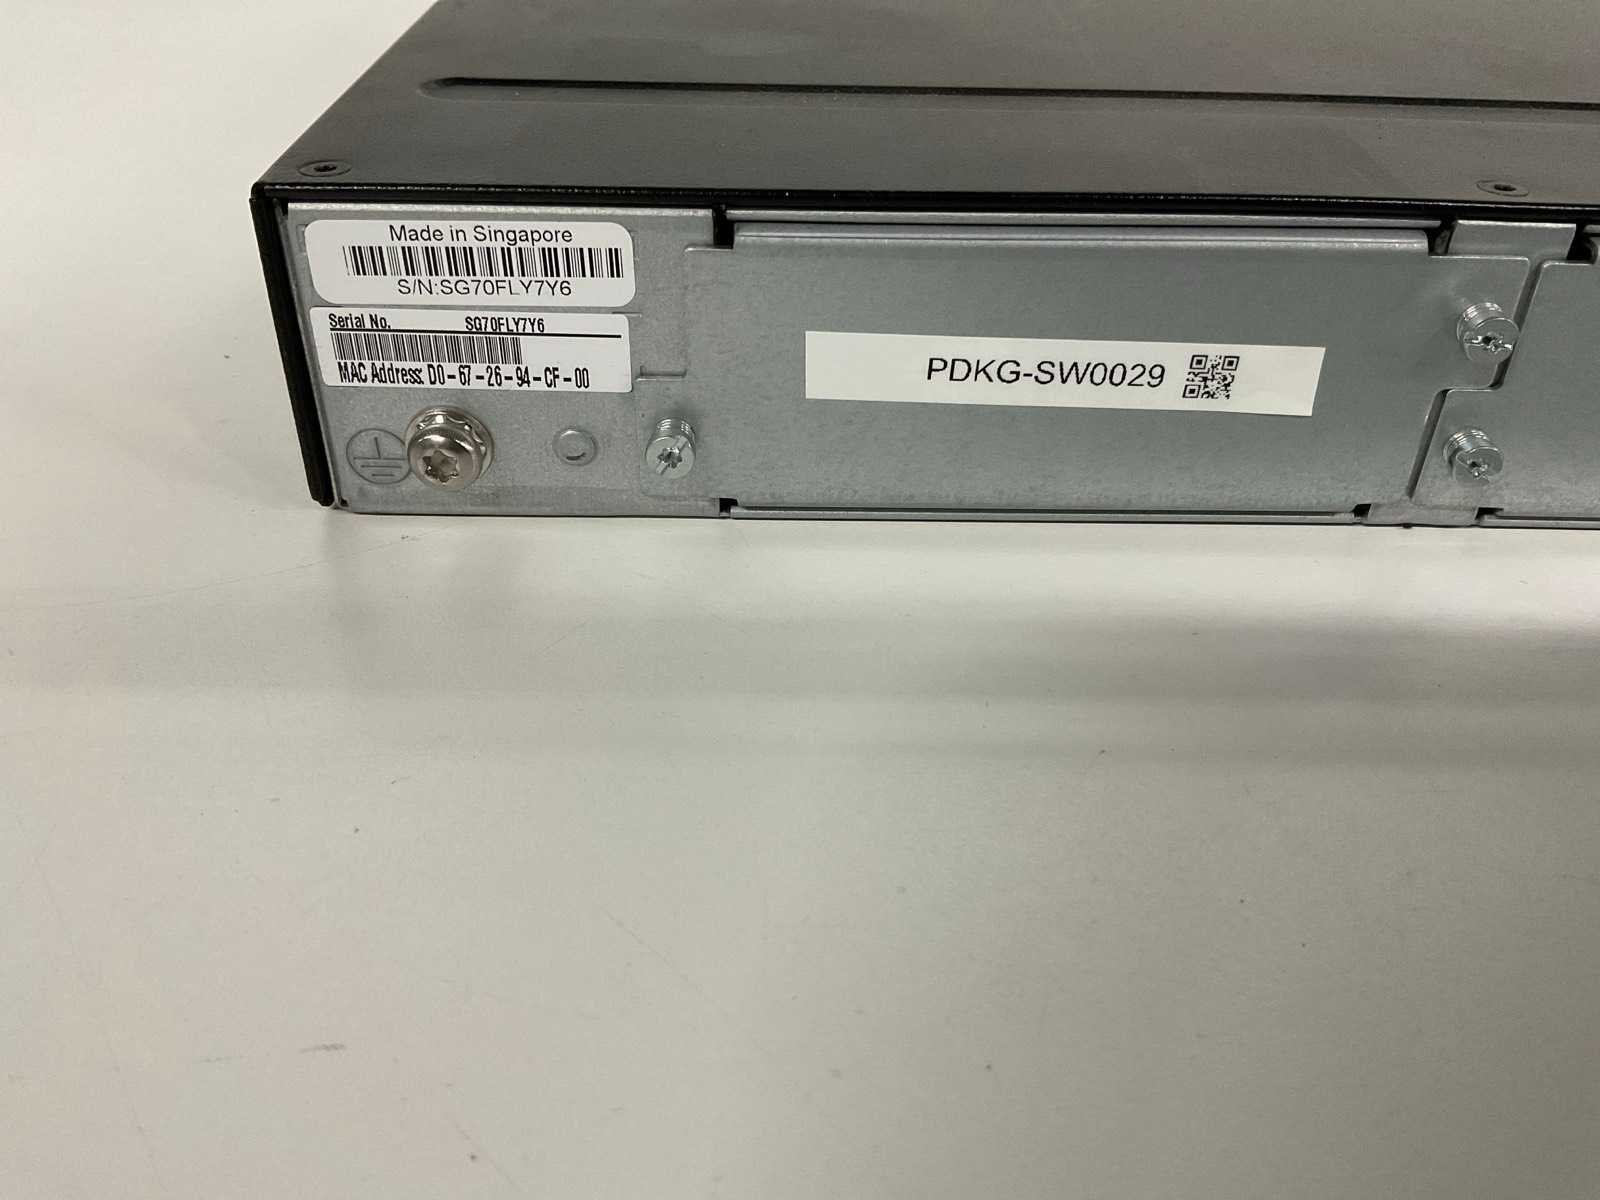 Made in Singapore
S/N:SG70FLY7Y6
Serial No. SG70FLY7Y6
MAC Address: D0-67-26-94-CF-00
PDKG-SW0029